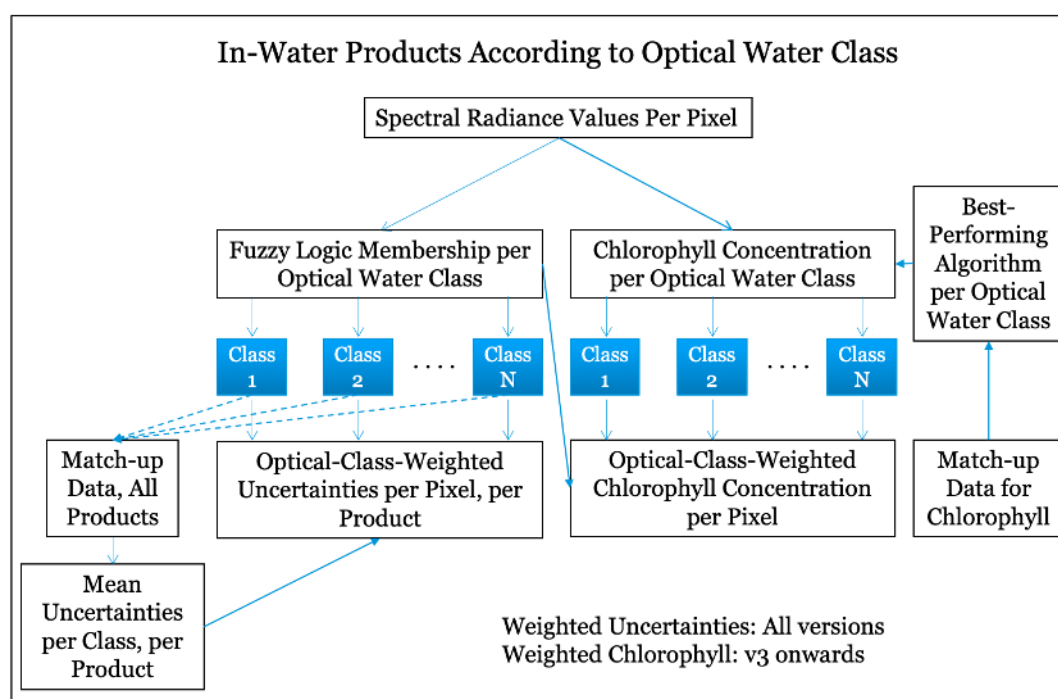 In-Water Products According to Optical Water Class
Spectral Radiance Values Per Pixel
Fuzzy Logic Membership per
Optical Water Class
Chlorophyll Concentration
per Optical Water Class
Best-
Performing
Algorithm
per Optical
Water Class
Class
1
Class
2
....
Class
N
Class
1
Class
2
....
Class
N
Match-up
Data, All
Products
Optical-Class-Weighted
Uncertainties per Pixel, per
Product
Optical-Class-Weighted
Chlorophyll Concentration
per Pixel
Match-up
Data for
Chlorophyll
Mean
Uncertainties
per Class, per
Product
Weighted Uncertainties: All versions
Weighted Chlorophyll: v3 onwards